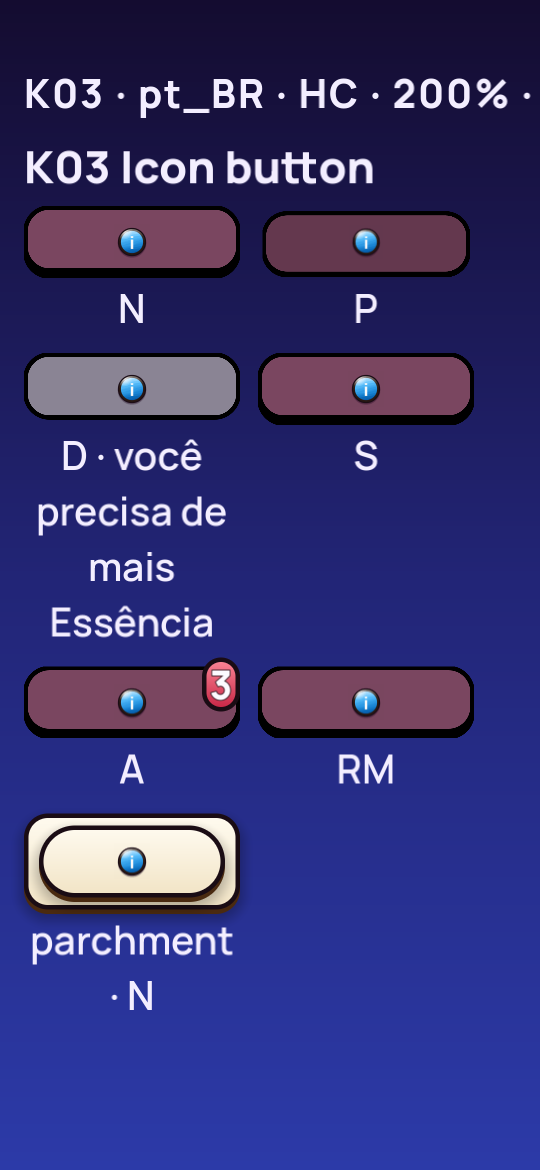 K03 · pt_BR · HC · 200% ·
K03 Icon button
i
i
N
P
i
i
D · você
precisa de
mais
Essência
S
3
i
i
A
RM
i
parchment
· N